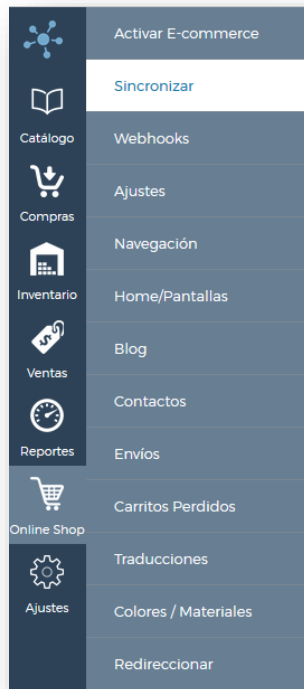 Catálogo
Compras
Inventario
Ventas
Reportes
Online Shop
Ajustes
Activar E-commerce
Sincronizar
Webhooks
Ajustes
Navegación
Home/Pantallas
Blog
Contactos
Envíos
Carritos Perdidos
Traducciones
Colores / Materiales
Redireccionar